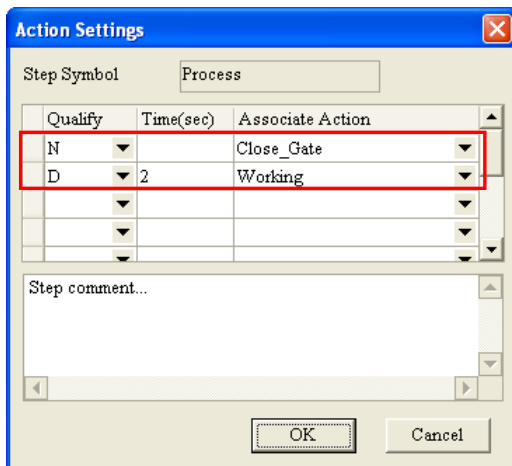 Action Settings
Step Symbol Process
Qualify Time(sec) Associate Action
N Close_Gate
D 2 Working
Step comment...
OK Cancel